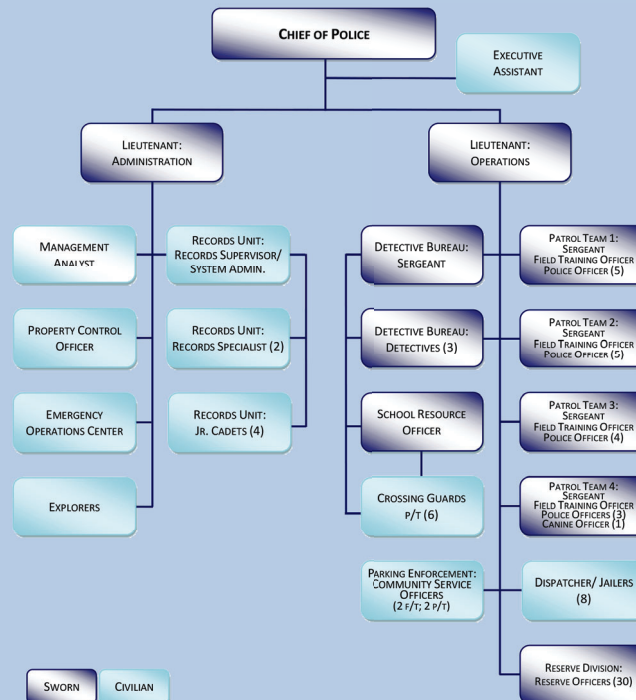 CHIEF OF POLICE
EXECUTIVE
ASSISTANT
LIEUTENANT:
ADMINISTRATION
LIEUTENANT:
OPERATIONS
MANAGEMENT
ANALYST
RECORDS UNIT:
RECORDS SUPERVISOR/
SYSTEM ADMIN.
DETECTIVE BUREAU:
SERGEANT
PATROL TEAM 1:
SERGEANT
FIELD TRAINING OFFICER
POLICE OFFICER (5)
PROPERTY CONTROL
OFFICER
RECORDS UNIT:
RECORDS SPECIALIST (2)
DETECTIVE BUREAU:
DETECTIVES (3)
PATROL TEAM 2:
SERGEANT
FIELD TRAINING OFFICER
POLICE OFFICER (5)
EMERGENCY
OPERATIONS CENTER
RECORDS UNIT:
JR. CADETS (4)
SCHOOL RESOURCE
OFFICER
PATROL TEAM 3:
SERGEANT
FIELD TRAINING OFFICER
POLICE OFFICER (4)
EXPLORERS
CROSSING GUARDS
P/T (6)
PATROL TEAM 4:
SERGEANT
FIELD TRAINING OFFICER
POLICE OFFICERS (3)
CANINE OFFICER (1)
PARKING ENFORCEMENT:
COMMUNITY SERVICE
OFFICERS
(2 F/T; 2 P/T)
DISPATCHER/ JAILERS
(8)
RESERVE DIVISION:
RESERVE OFFICERS (30)
SWORN
CIVILIAN